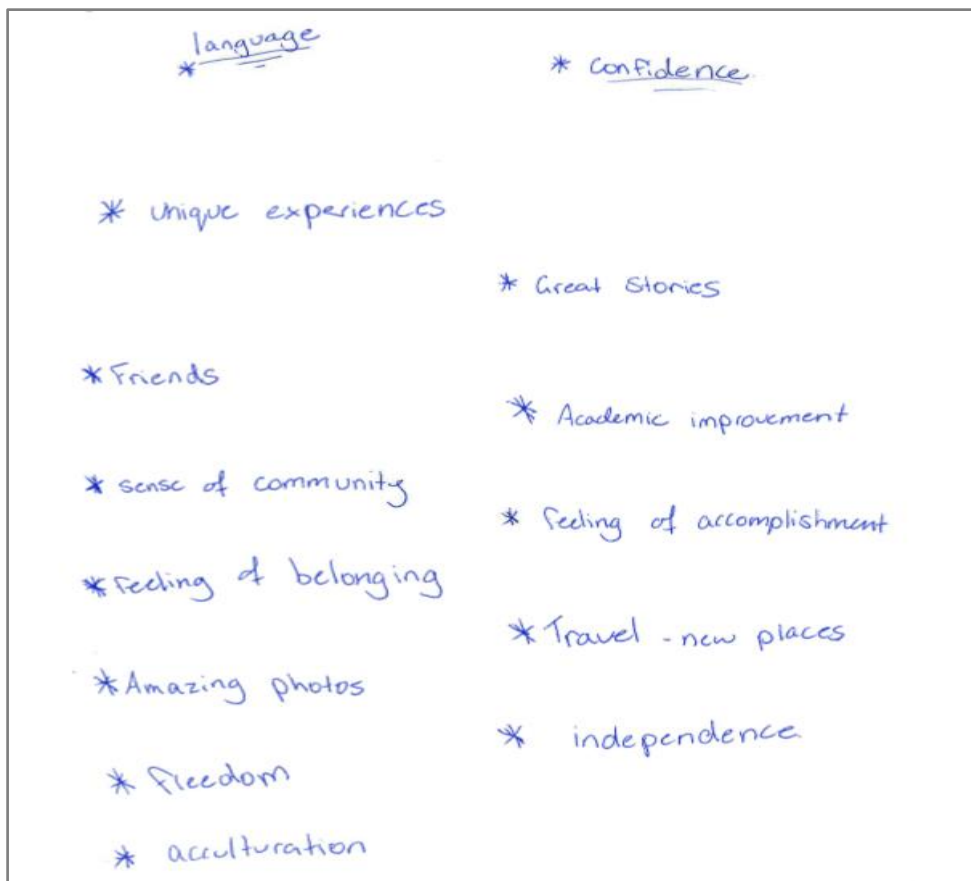 * language
* Confidence
* unique experiences
* Great Stories
* Friends
* Academic improvement
* sense of community
* feeling of accomplishment
* feeling of belonging
* Travel - new places
* Amazing photos
* independence
* freedom
* acculturation